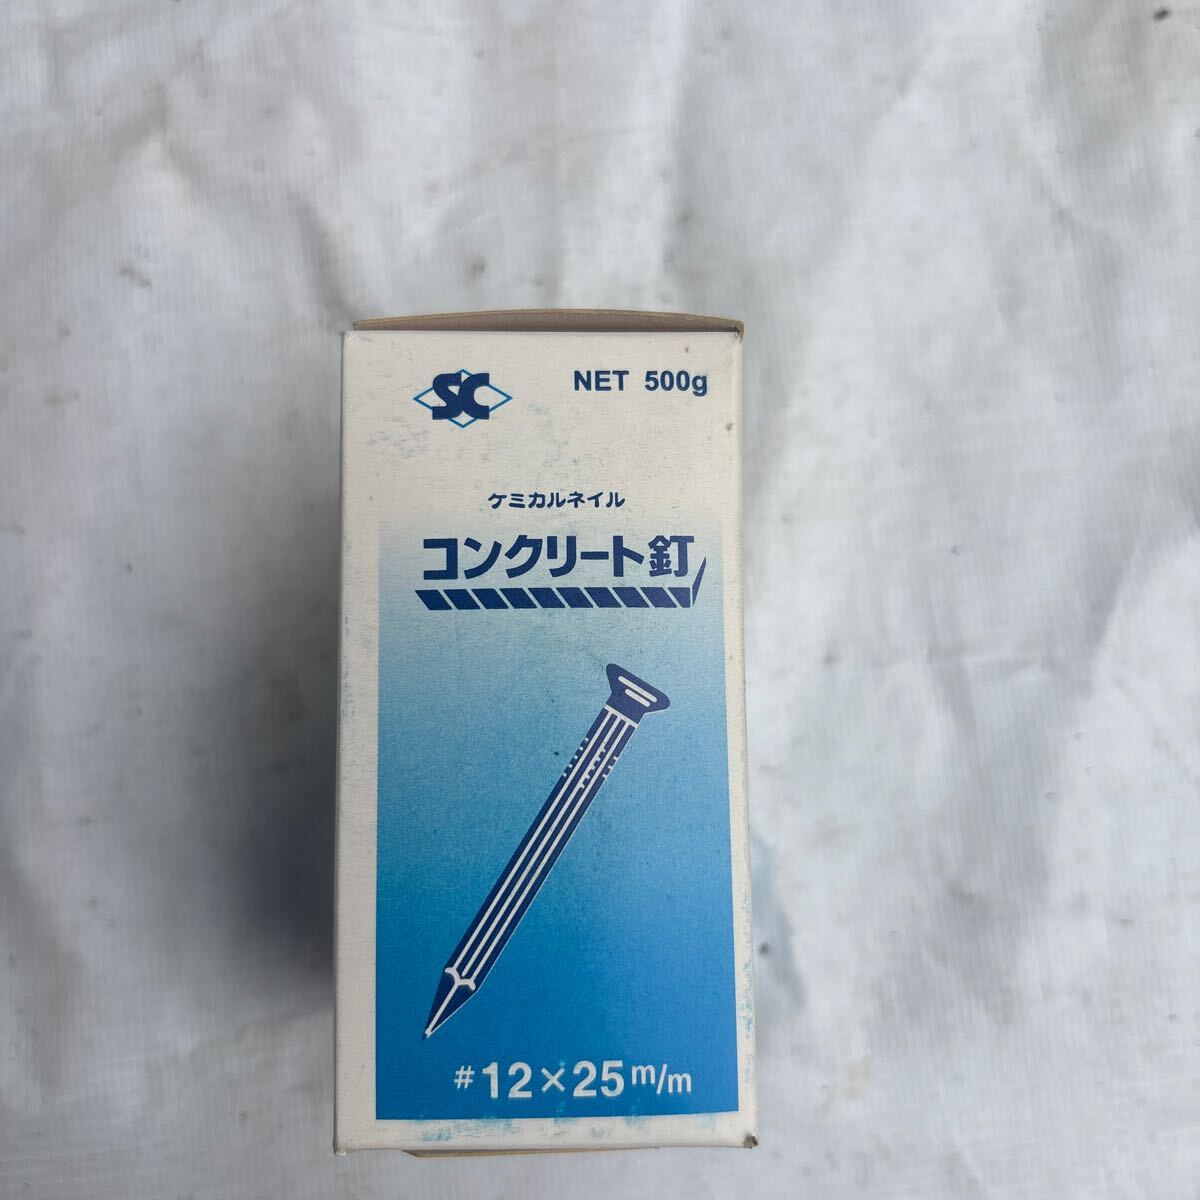 SC
NET 500g
ケミカルネイル
コンクリート釘
#12×25m/m